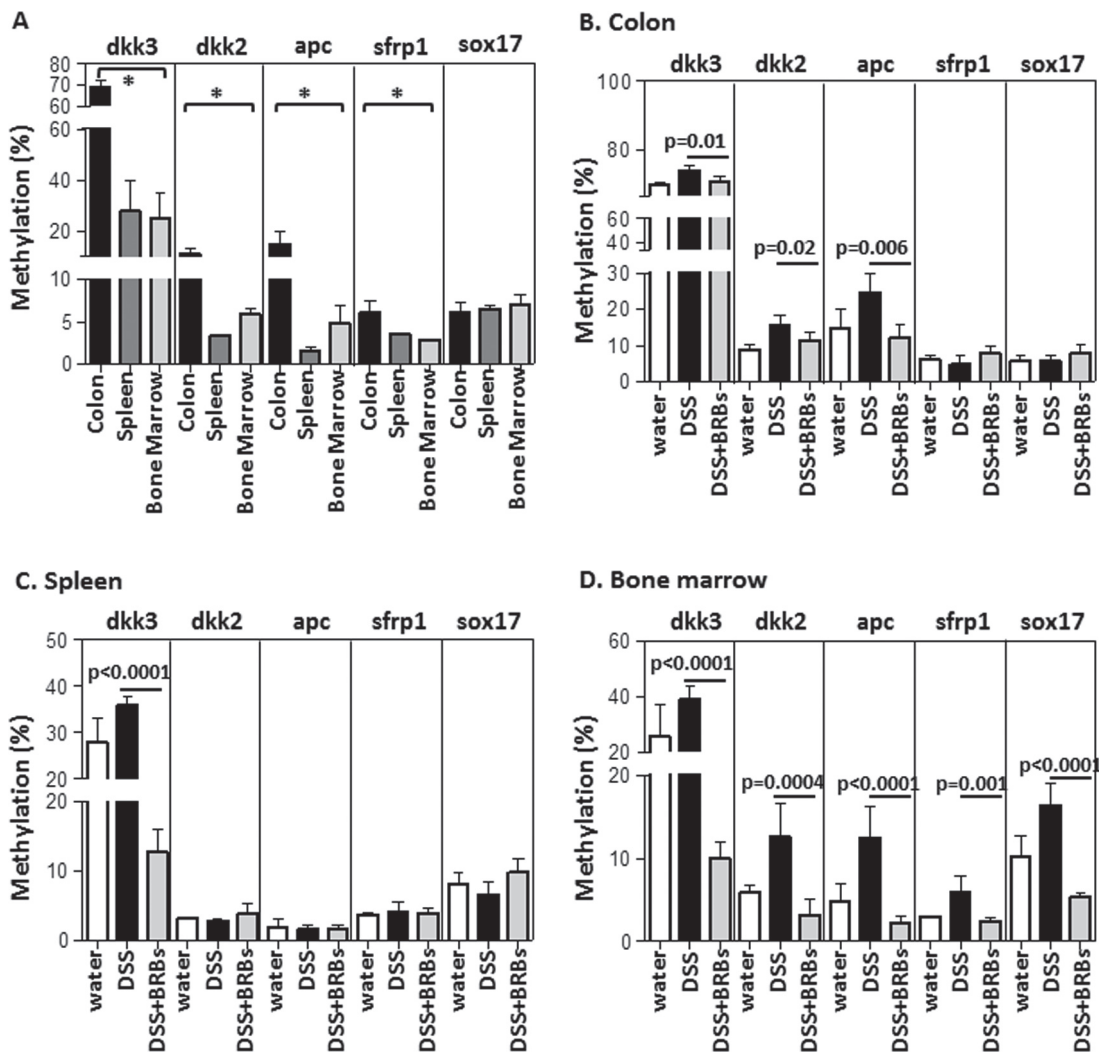 A
dkk3 dkk2 apc sfrp1 sox17
Methylation (%)
80
70
60
60
40
20
10
5
0
* * * *
Colon
Spleen
Bone Marrow
Colon
Spleen
Bone Marrow
Colon
Spleen
Bone Marrow
Colon
Spleen
Bone Marrow
Colon
Spleen
Bone Marrow
B. Colon
dkk3 dkk2 apc sfrp1 sox17
Methylation (%)
100
80
60
40
30
20
10
0
p=0.01
p=0.02 p=0.006
water
DSS
DSS+BRBs
water
DSS
DSS+BRBs
water
DSS
DSS+BRBs
water
DSS
DSS+BRBs
water
DSS
DSS+BRBs
C. Spleen
dkk3 dkk2 apc sfrp1 sox17
Methylation (%)
50
40
30
20
20
10
0
p<0.0001
water
DSS
DSS+BRBs
water
DSS
DSS+BRBs
water
DSS
DSS+BRBs
water
DSS
DSS+BRBs
water
DSS
DSS+BRBs
D. Bone marrow
dkk3 dkk2 apc sfrp1 sox17
Methylation (%)
60
40
20
20
10
0
p<0.0001
p=0.0004 p<0.0001 p=0.001 p<0.0001
water
DSS
DSS+BRBs
water
DSS
DSS+BRBs
water
DSS
DSS+BRBs
water
DSS
DSS+BRBs
water
DSS
DSS+BRBs